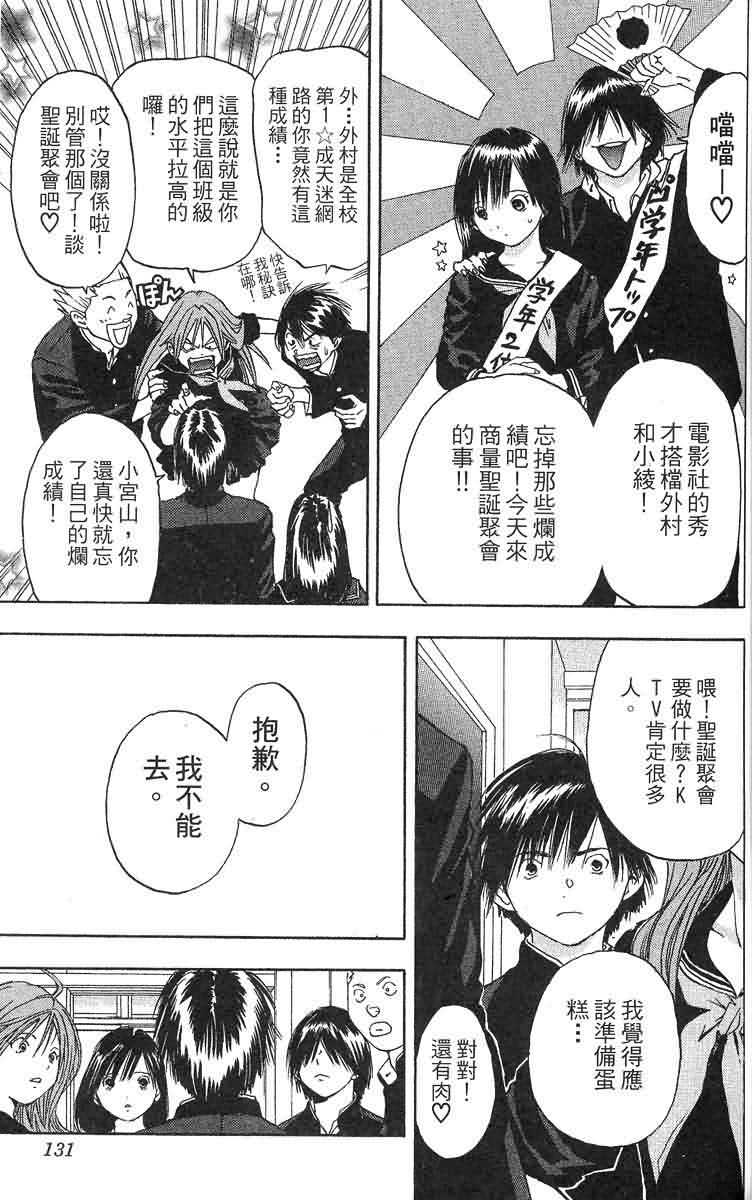 噹噹—♡
学年トップ
学年2位
電影社的秀
才搭檔外村
和小綾！
忘掉那些爛成
績吧！今天來
商量聖誕聚會
的事!!
外…外村是全校
第1☆成天迷網
路的你竟然有這
種成績…
這麼說就是你
們把這個班級
的水平拉高的
囉！
哎！沒關係啦！
別管那個了！談
聖誕聚會吧♡
快告訴
我秘訣
在哪！
ぽん
小宮山，你
還真快就忘
了自己的爛
成績！
喂！聖誕聚會
要做什麼？K
TV肯定很多
人。
我覺得應
該準備蛋
糕…
對對！
還有肉♡
抱歉。
我不能
去。
131